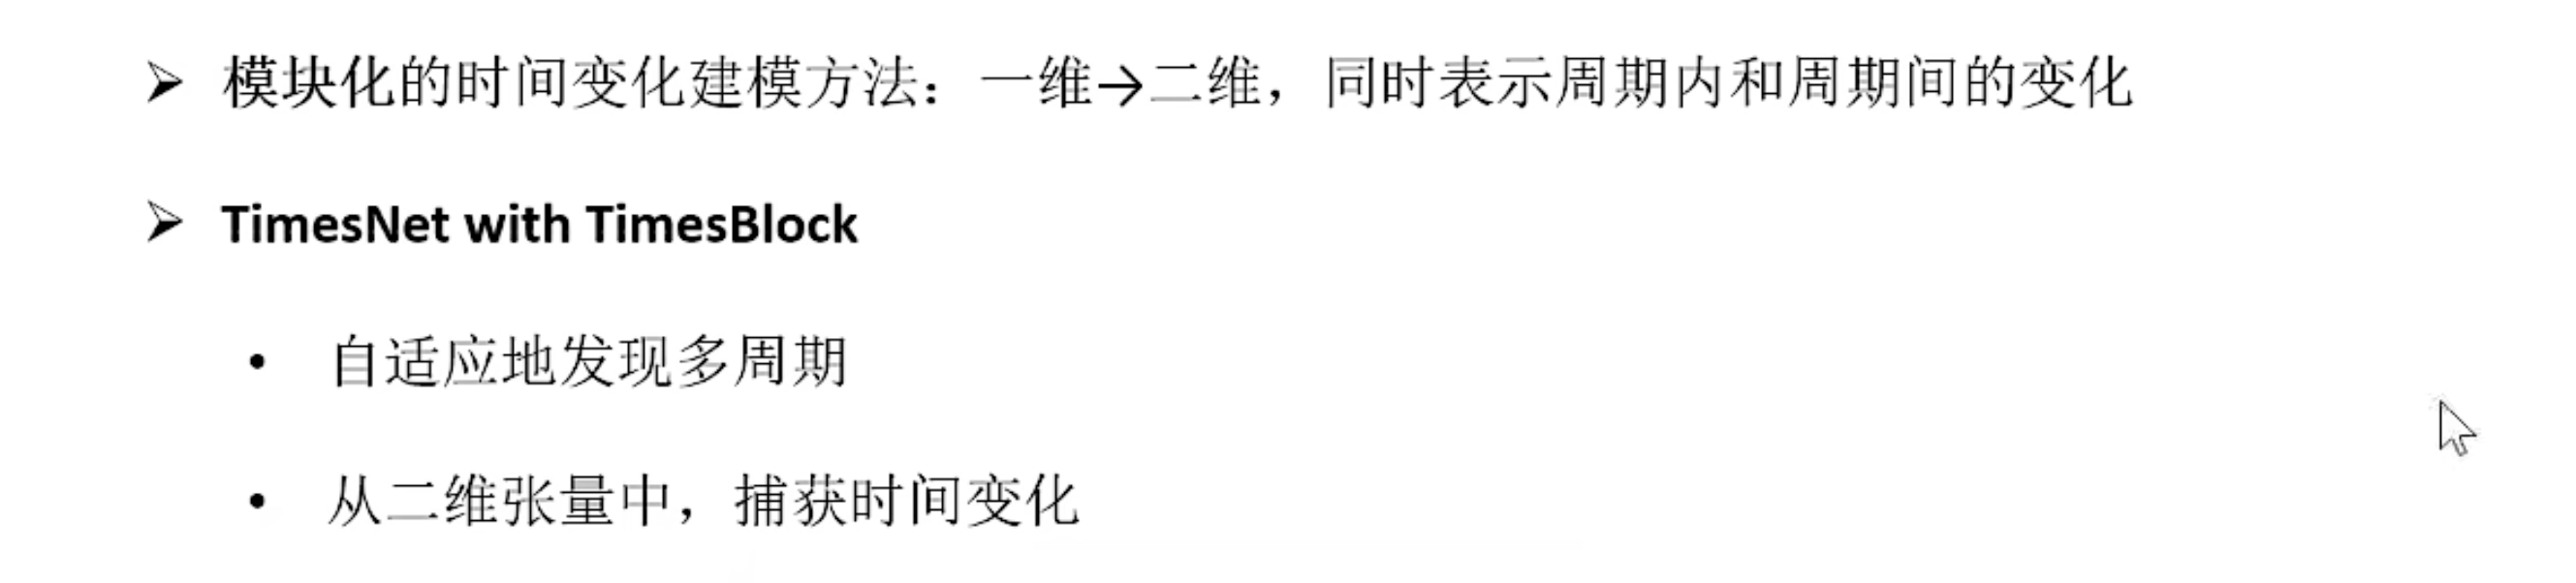 ➢ 模块化的时间变化建模方法：一维→二维，同时表示周期内和周期间的变化
➢ TimesNet with TimesBlock
• 自适应地发现多周期
• 从二维张量中，捕获时间变化